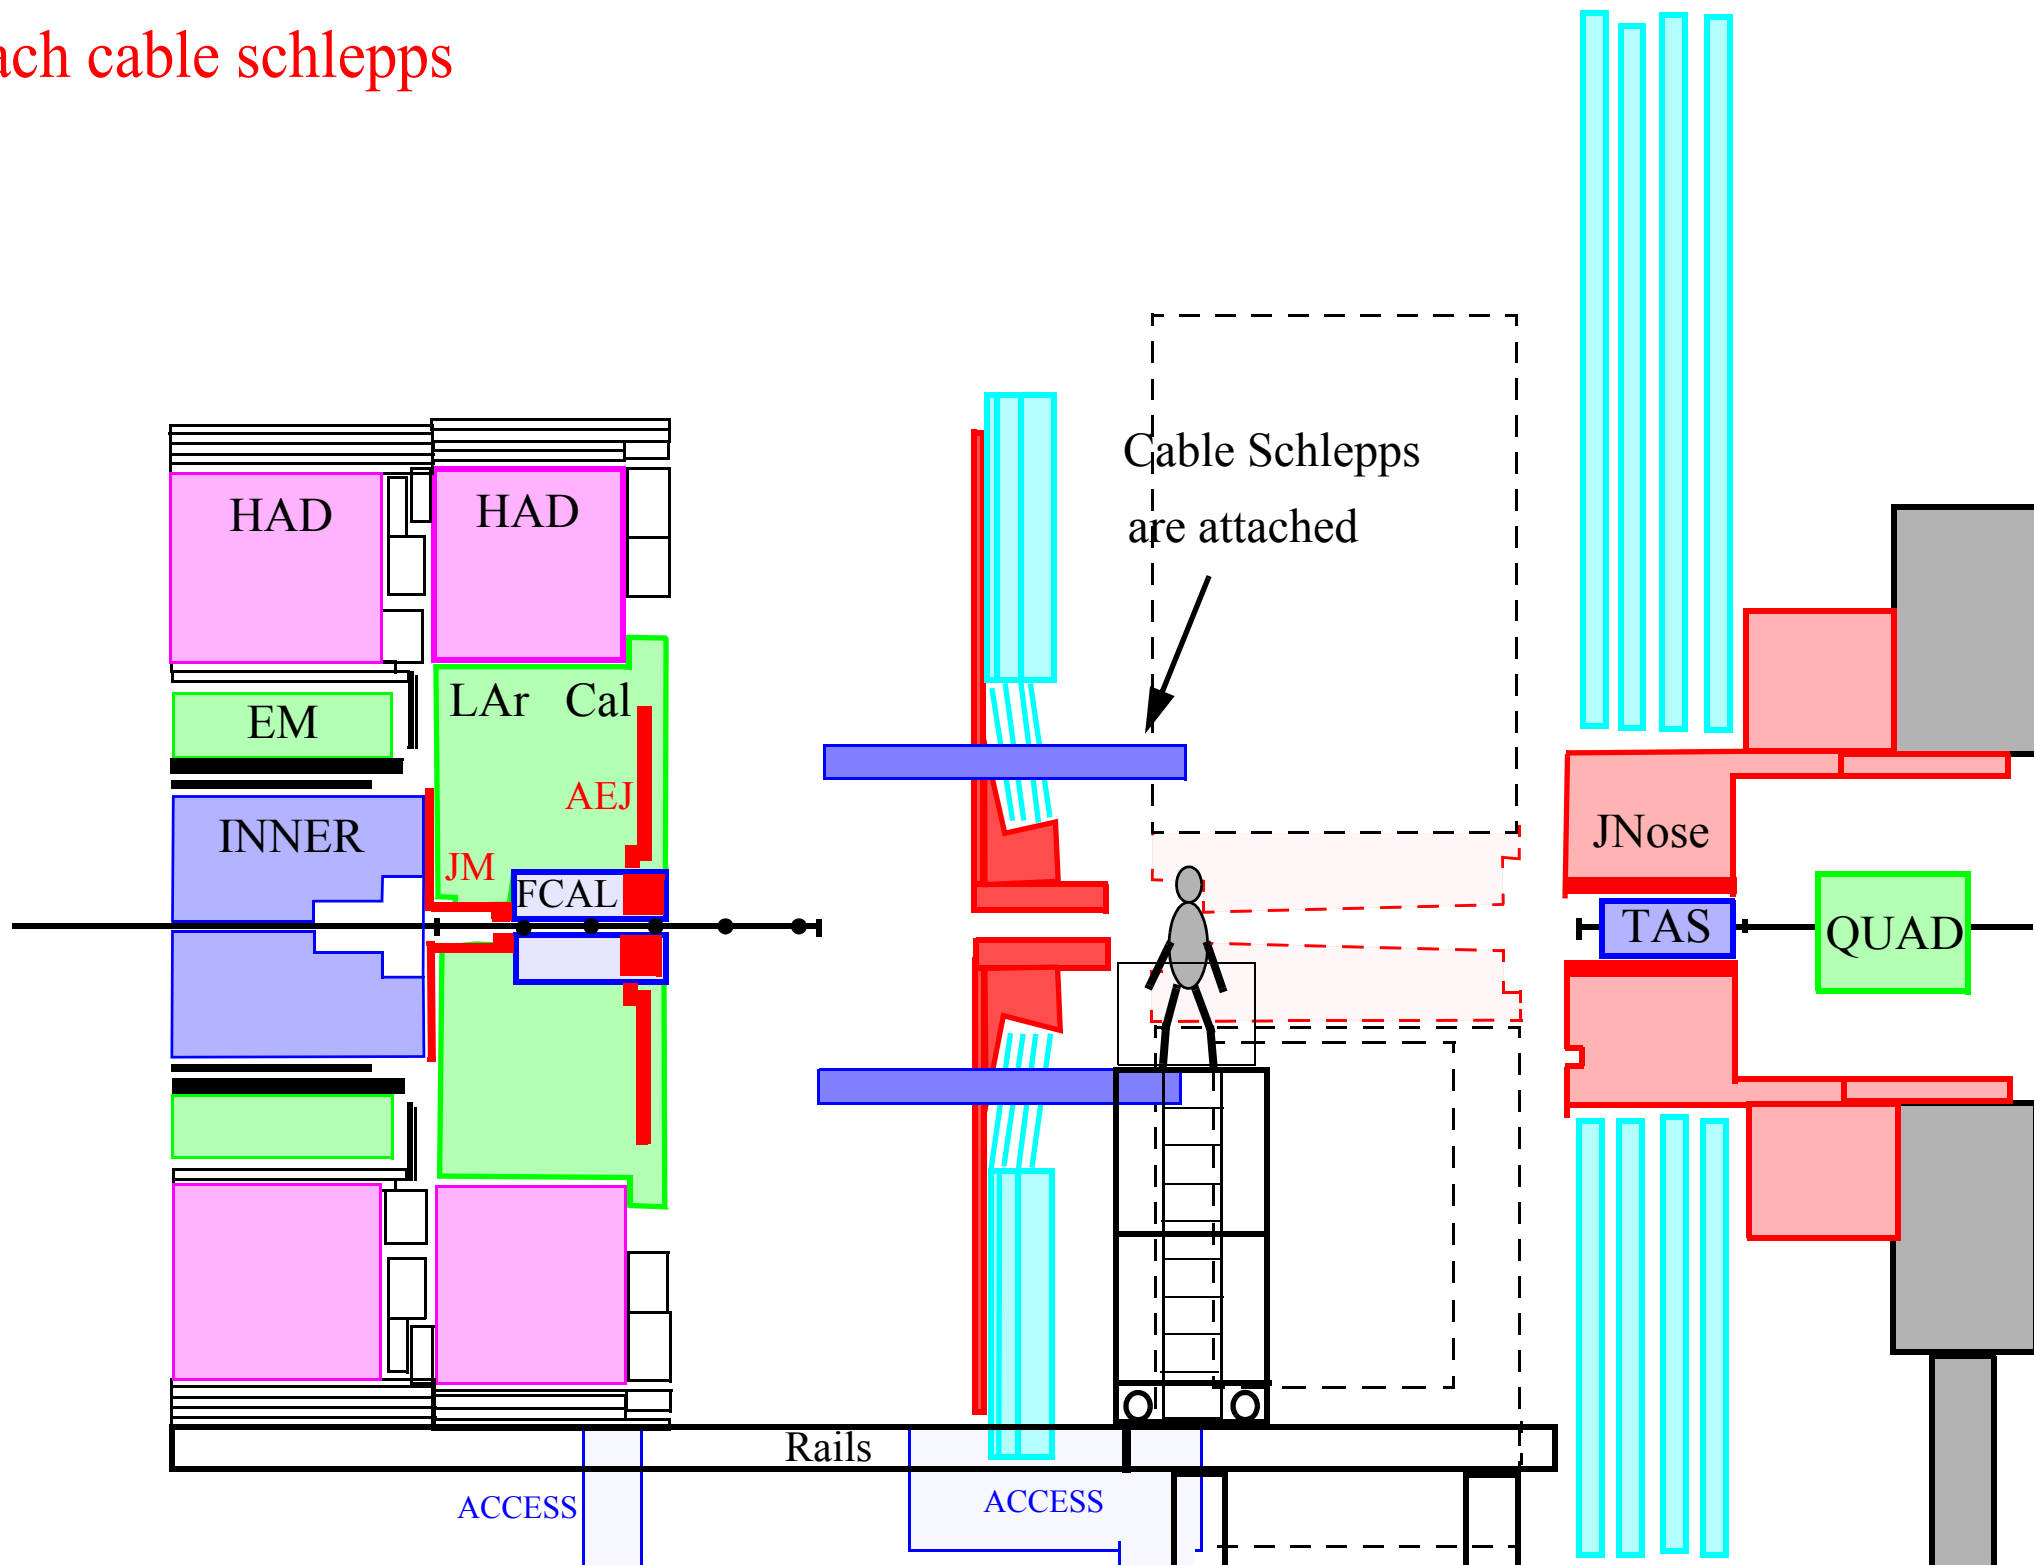 ach cable schlepps
Cable Schlepps
are attached
HAD
HAD
LAr Cal
EM
AEJ
INNER
JM
FCAL
JNose
TAS
QUAD
Rails
ACCESS
ACCESS